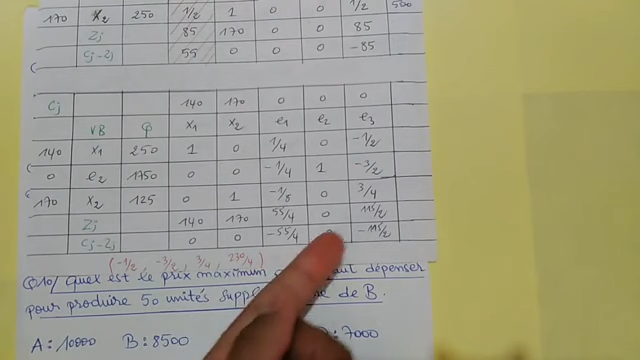 170 x₂ 250 1/2 1 0 0 1/2 500
Zj 85 170 0 0 85
Cj-Zj 55 0 0 0 -85
Cj 140 170 0 0 0
VB Q x₁ x₂ e₁ e₂ e₃
140 x₁ 250 1 0 1/4 0 -1/2
0 e₂ 1750 0 0 -1/4 1 -3/2
170 x₂ 125 0 1 -1/8 0 3/4
Zj 140 170 55/4 0 115/2
Cj-Zj 0 0 -55/4 -115/2
(-1/2, -3/2, 3/4, 230/4)
Q10/ Quel est le prix maximum dépenser
pour produire 50 unités de B.
A: 10000 B: 8500 : 7000